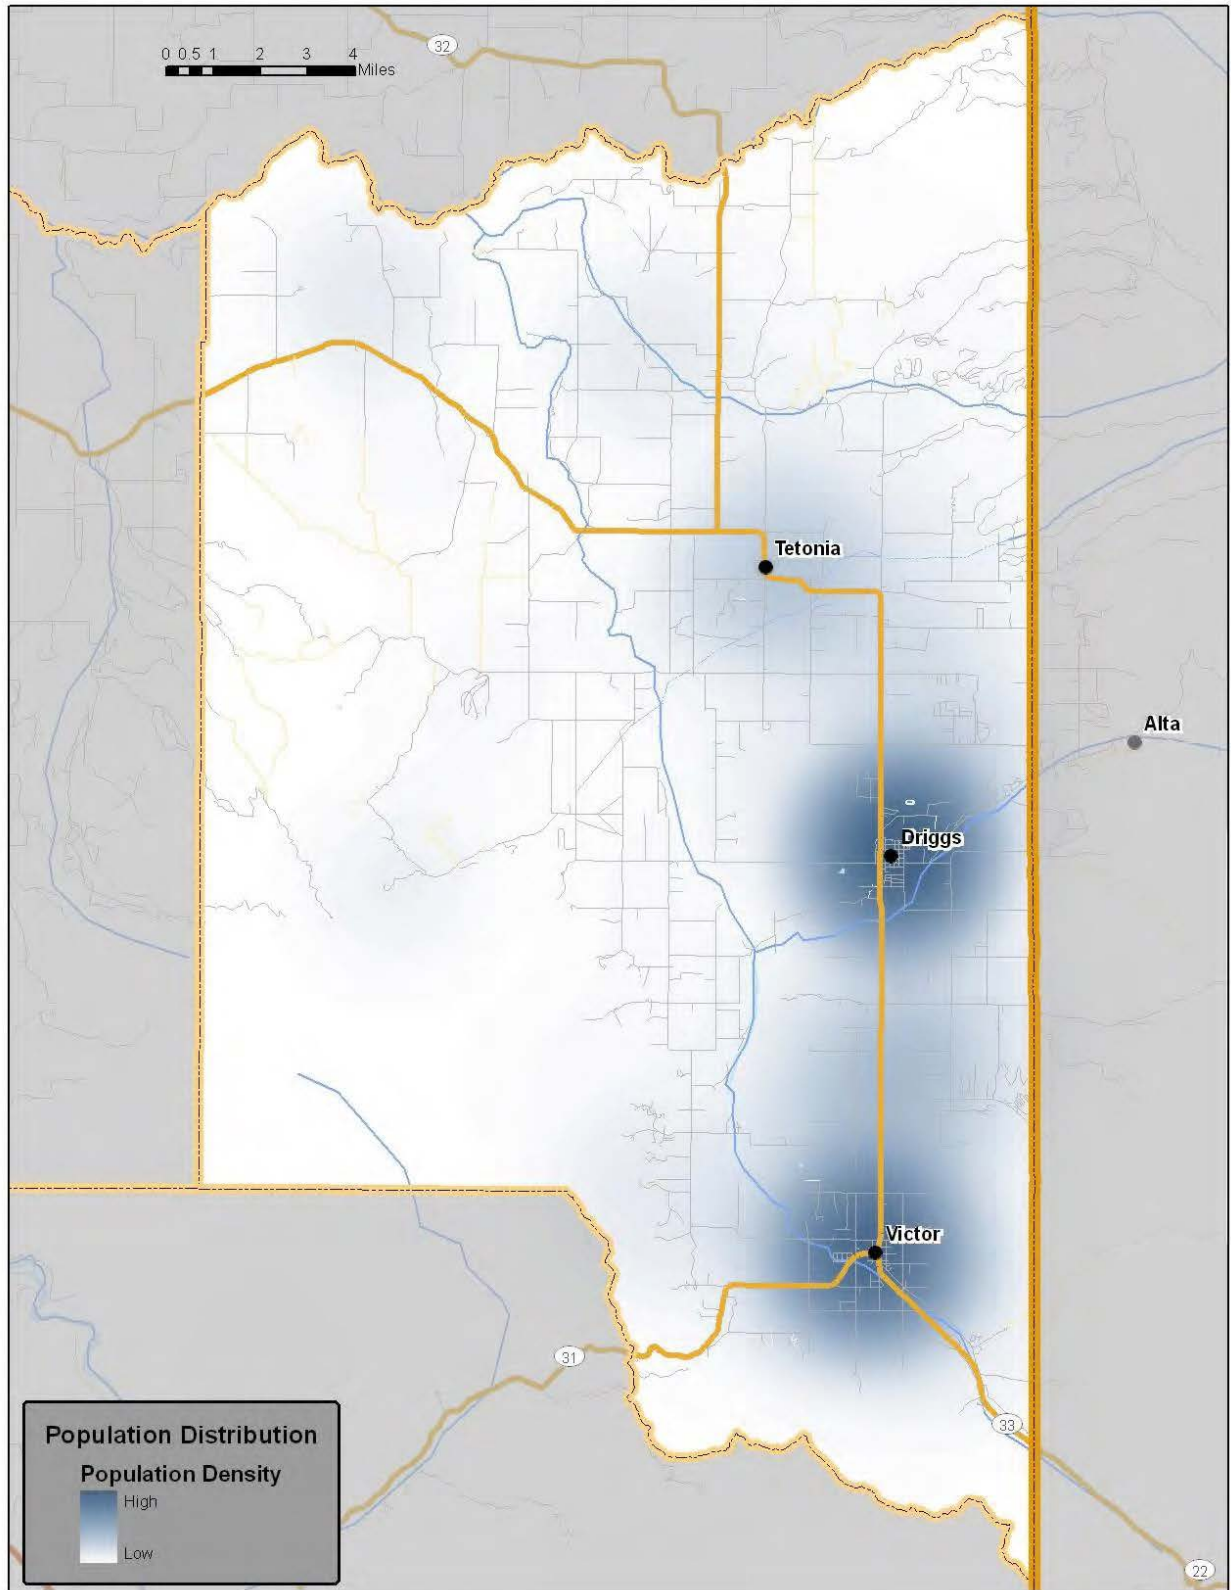 32
0 0.5 1 2 3 4
Miles
Tetonia
Alta
Driggs
Victor
31
33
22
Population Distribution
Population Density
High
Low